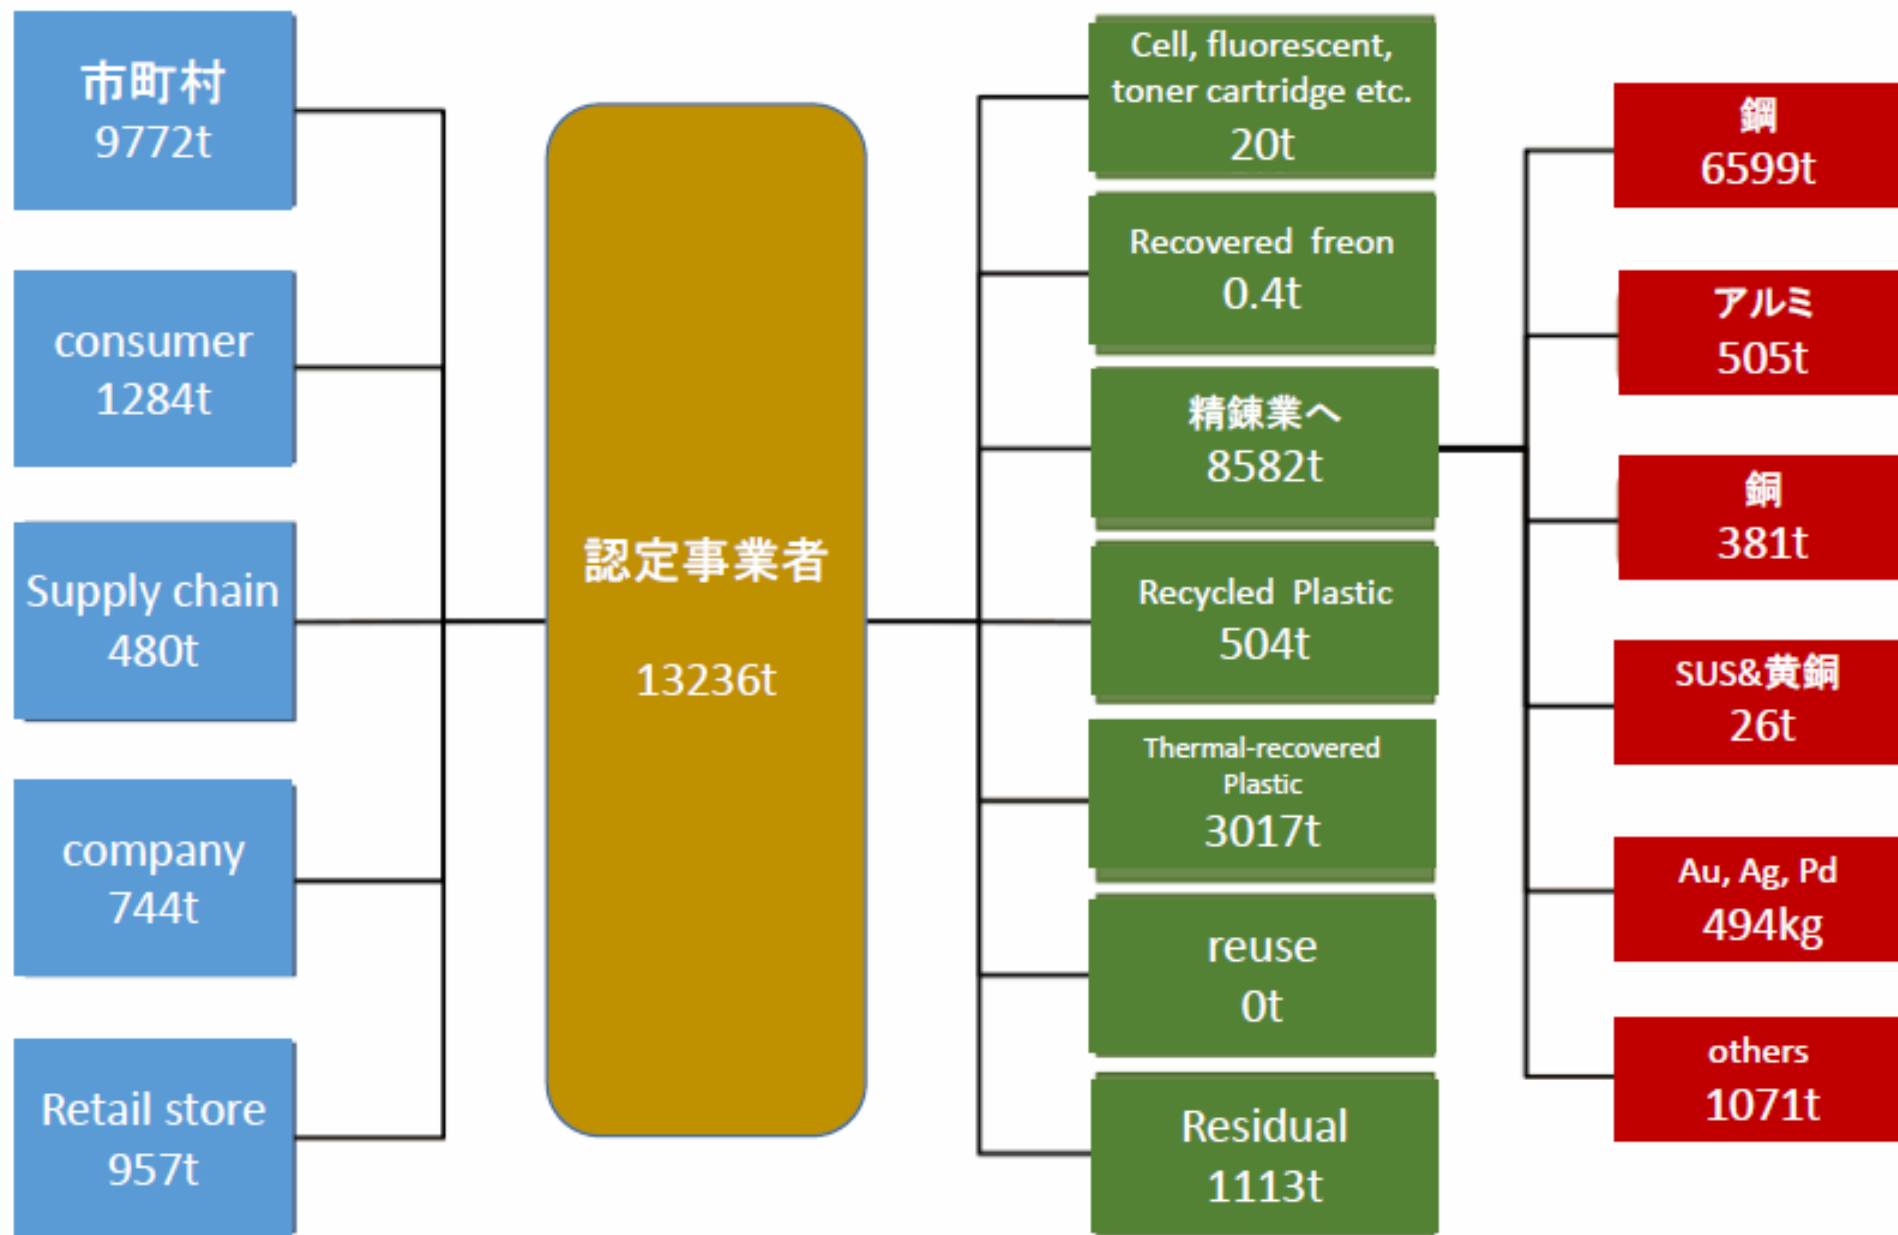 市町村
9772t
consumer
1284t
Supply chain
480t
company
744t
Retail store
957t
認定事業者
13236t
Cell, fluorescent,
toner cartridge etc.
20t
Recovered freon
0.4t
精錬業へ
8582t
Recycled Plastic
504t
Thermal-recovered
Plastic
3017t
reuse
0t
Residual
1113t
鋼
6599t
アルミ
505t
銅
381t
SUS&黄銅
26t
Au, Ag, Pd
494kg
others
1071t